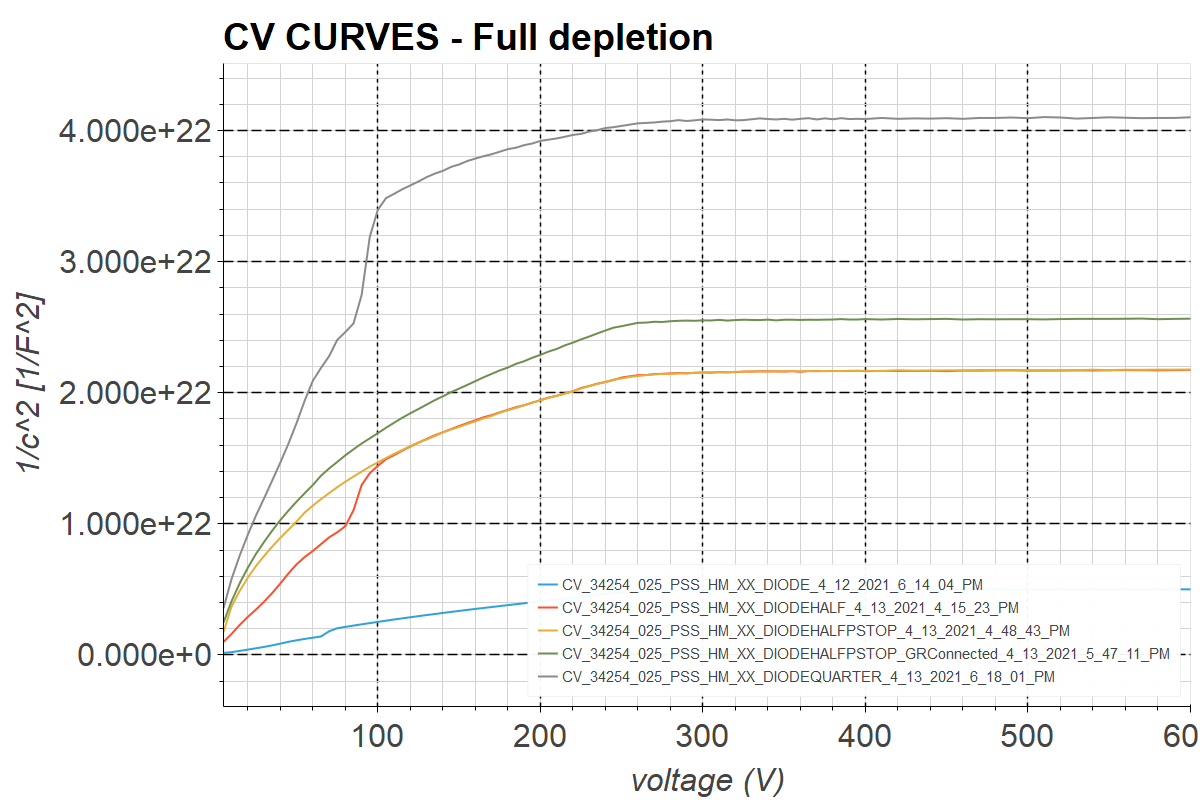 CV CURVES - Full depletion
4.000e+22
3.000e+22
2.000e+22
1.000e+22
0.000e+0
1/c^2 [1/F^2]
CV_34254_025_PSS_HM_XX_DIODE_4_12_2021_6_14_04_PM
CV_34254_025_PSS_HM_XX_DIODEHALF_4_13_2021_4_15_23_PM
CV_34254_025_PSS_HM_XX_DIODEHALFPSTOP_4_13_2021_4_48_43_PM
CV_34254_025_PSS_HM_XX_DIODEHALFPSTOP_GRConnected_4_13_2021_5_47_11_PM
CV_34254_025_PSS_HM_XX_DIODEQUARTER_4_13_2021_6_18_01_PM
100 200 300 400 500 60
voltage (V)